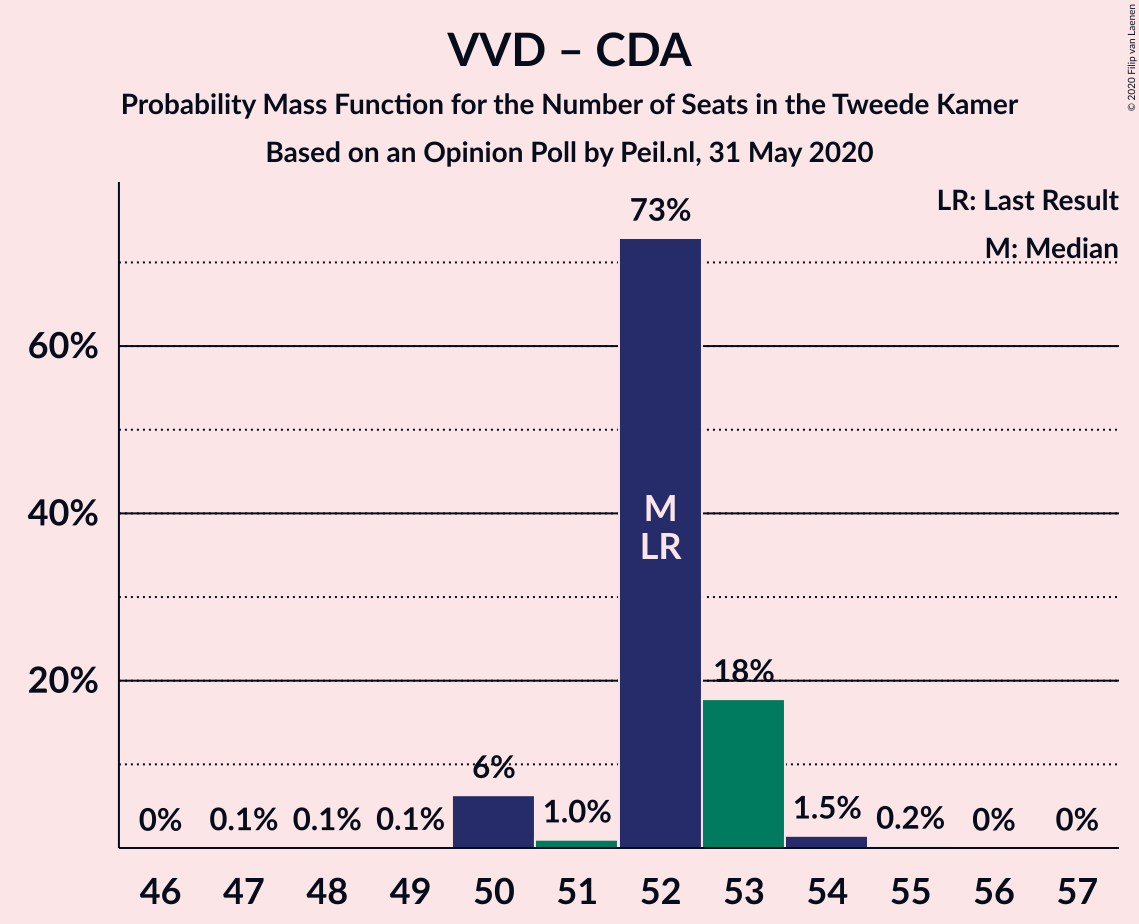 VVD – CDA
Probability Mass Function for the Number of Seats in the Tweede Kamer
Based on an Opinion Poll by Peil.nl, 31 May 2020
© 2020 Filip van Laenen
LR: Last Result
M: Median
60%
40%
20%
0%
0.1%
0.1%
0.1%
6%
1.0%
73%
M
LR
18%
1.5%
0.2%
0%
0%
46 47 48 49 50 51 52 53 54 55 56 57